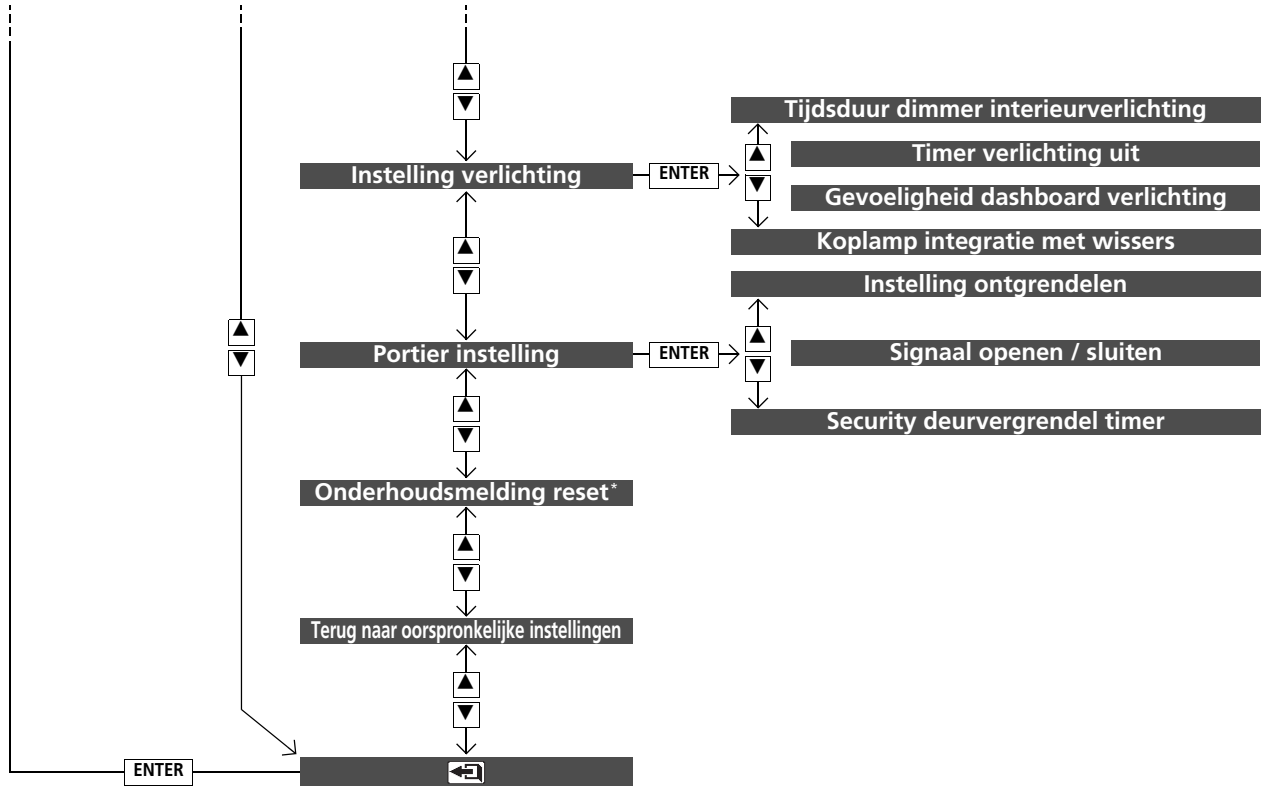 ▲
▼
Tijdsduur dimmer interieurverlichting
▲
Timer verlichting uit
Instelling verlichting
ENTER
▼
Gevoeligheid dashboard verlichting
Koplamp integratie met wissers
▲
▼
Instelling ontgrendelen
▲
▼
▲
Portier instelling
ENTER
Signaal openen / sluiten
▼
▲
▼
Security deurvergrendel timer
Onderhoudsmelding reset*
▲
▼
Terug naar oorspronkelijke instellingen
▲
▼
ENTER